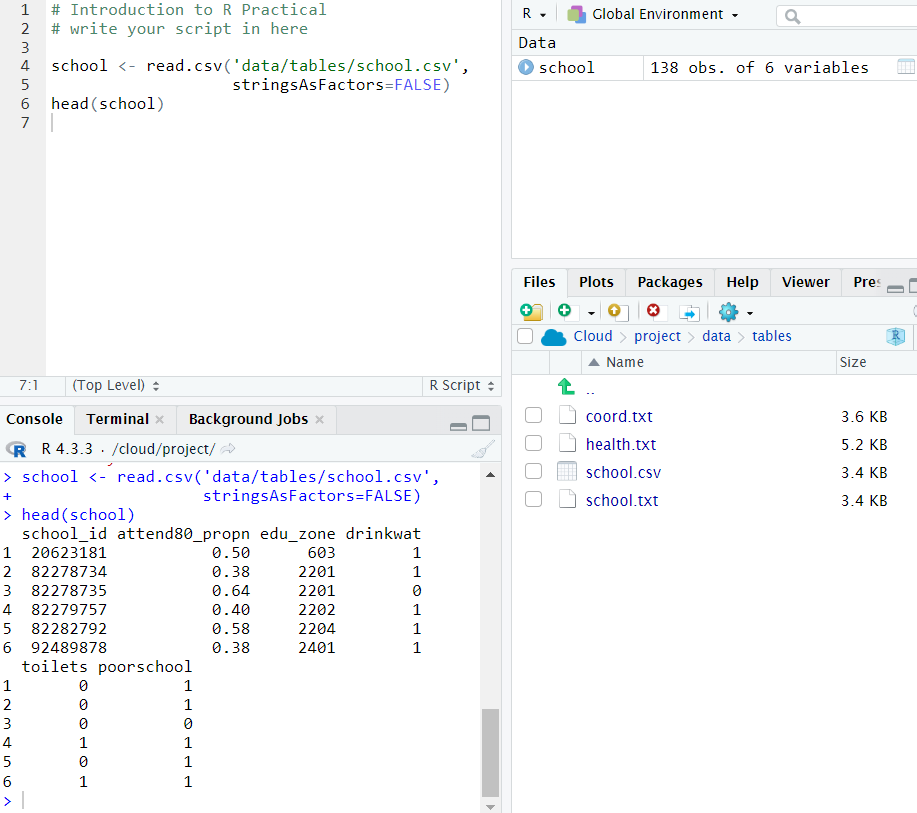 1 # Introduction to R Practical
2 # write your script in here
3
4 school <- read.csv('data/tables/school.csv',
5                    stringsAsFactors=FALSE)
6 head(school)
7
7:1 (Top Level) R Script
Console Terminal Background Jobs
R R 4.3.3 · /cloud/project/
> school <- read.csv('data/tables/school.csv',
+                    stringsAsFactors=FALSE)
> head(school)
  school_id attend80_propn edu_zone drinkwat
1  20623181           0.50      603        1
2  82278734           0.38     2201        1
3  82278735           0.64     2201        0
4  82279757           0.40     2202        1
5  82282792           0.58     2204        1
6  92489878           0.38     2401        1
  toilets poorschool
1       0          1
2       0          1
3       0          0
4       1          1
5       0          1
6       1          1
>
R Global Environment
Data
school 138 obs. of 6 variables
Files Plots Packages Help Viewer Pres
Cloud project data tables R
Name Size
..
coord.txt 3.6 KB
health.txt 5.2 KB
school.csv 3.4 KB
school.txt 3.4 KB